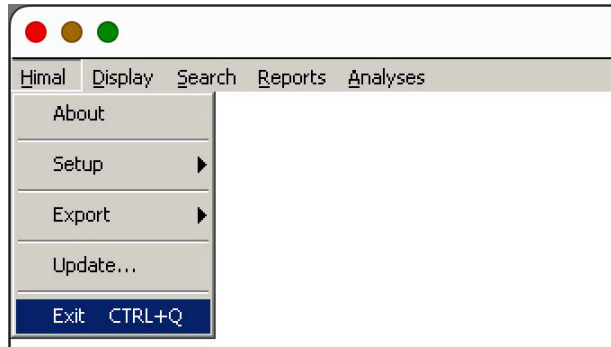 Himal Display Search Reports Analyses
About
Setup
Export
Update...
Exit CTRL+Q